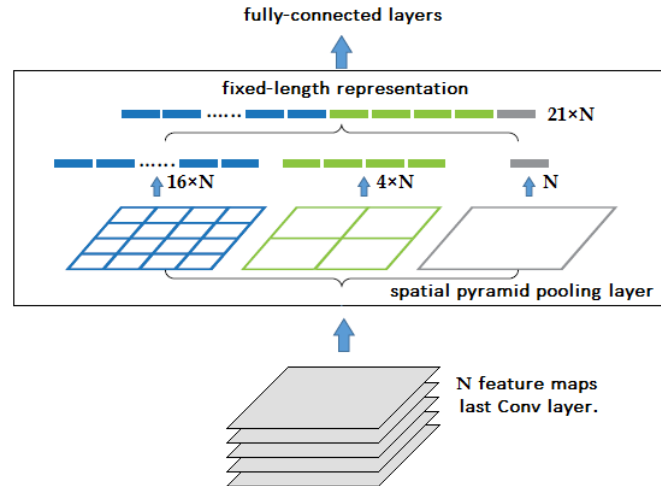 fully-connected layers
fixed-length representation
21×N
16×N
4×N
N
spatial pyramid pooling layer
N feature maps
last Conv layer.